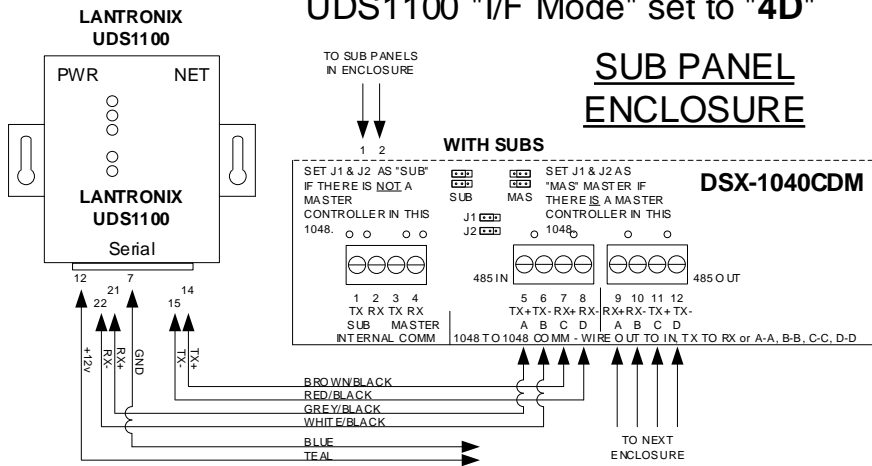 UDS1100 "I/F Mode" set to "4D"
LANTRONIX
UDS1100
PWR NET
LANTRONIX
UDS1100
Serial
12 21 7 14
22 15
+12v RX- RX+ GND TX- TX+
TO SUB PANELS
IN ENCLOSURE
SUB PANEL
ENCLOSURE
1 2
WITH SUBS
SET J1 & J2 AS "SUB"
IF THERE IS NOT A
MASTER
CONTROLLER IN THIS
1048.
SUB MAS
J1
J2
SET J1 & J2 AS
"MAS" MASTER IF
THERE IS A MASTER
CONTROLLER IN THIS
1048.
DSX-1040CDM
485 IN 485 OUT
1 2 3 4
TX RX TX RX
SUB MASTER
INTERNAL COMM
5 6 7 8 9 10 11 12
TX+ TX- RX+ RX- RX+ RX- TX+ TX-
A B C D A B C D
1048 TO 1048 COMM - WIRE OUT TO IN, TX TO RX or A-A, B-B, C-C, D-D
BROWN/BLACK
RED/BLACK
GREY/BLACK
WHITE/BLACK
BLUE
TEAL
TO NEXT
ENCLOSURE